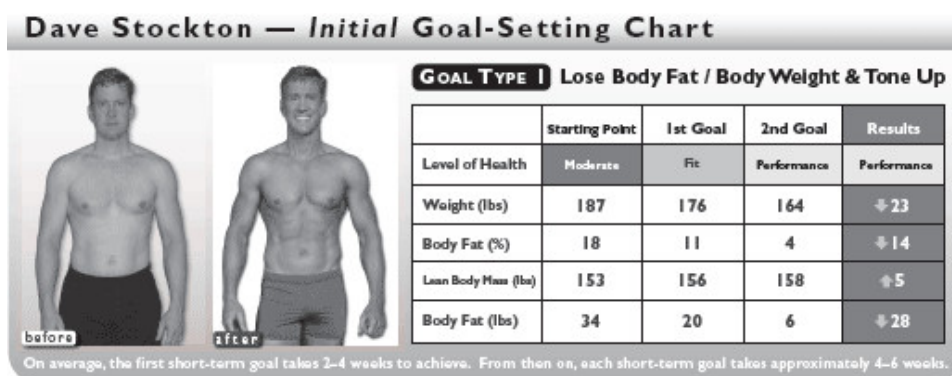 Dave Stockton — Initial Goal-Setting Chart
GOAL TYPE 1 Lose Body Fat / Body Weight & Tone Up
Starting Point 1st Goal 2nd Goal Results
Level of Health Moderate Fit Performance Performance
Weight (lbs) 187 176 164 23
Body Fat (%) 18 11 4 14
Lean Body Mass (lbs) 153 156 158 5
Body Fat (lbs) 34 20 6 28
before after
On average, the first short-term goal takes 2–4 weeks to achieve. From then on, each short-term goal takes approximately 4–6 weeks.